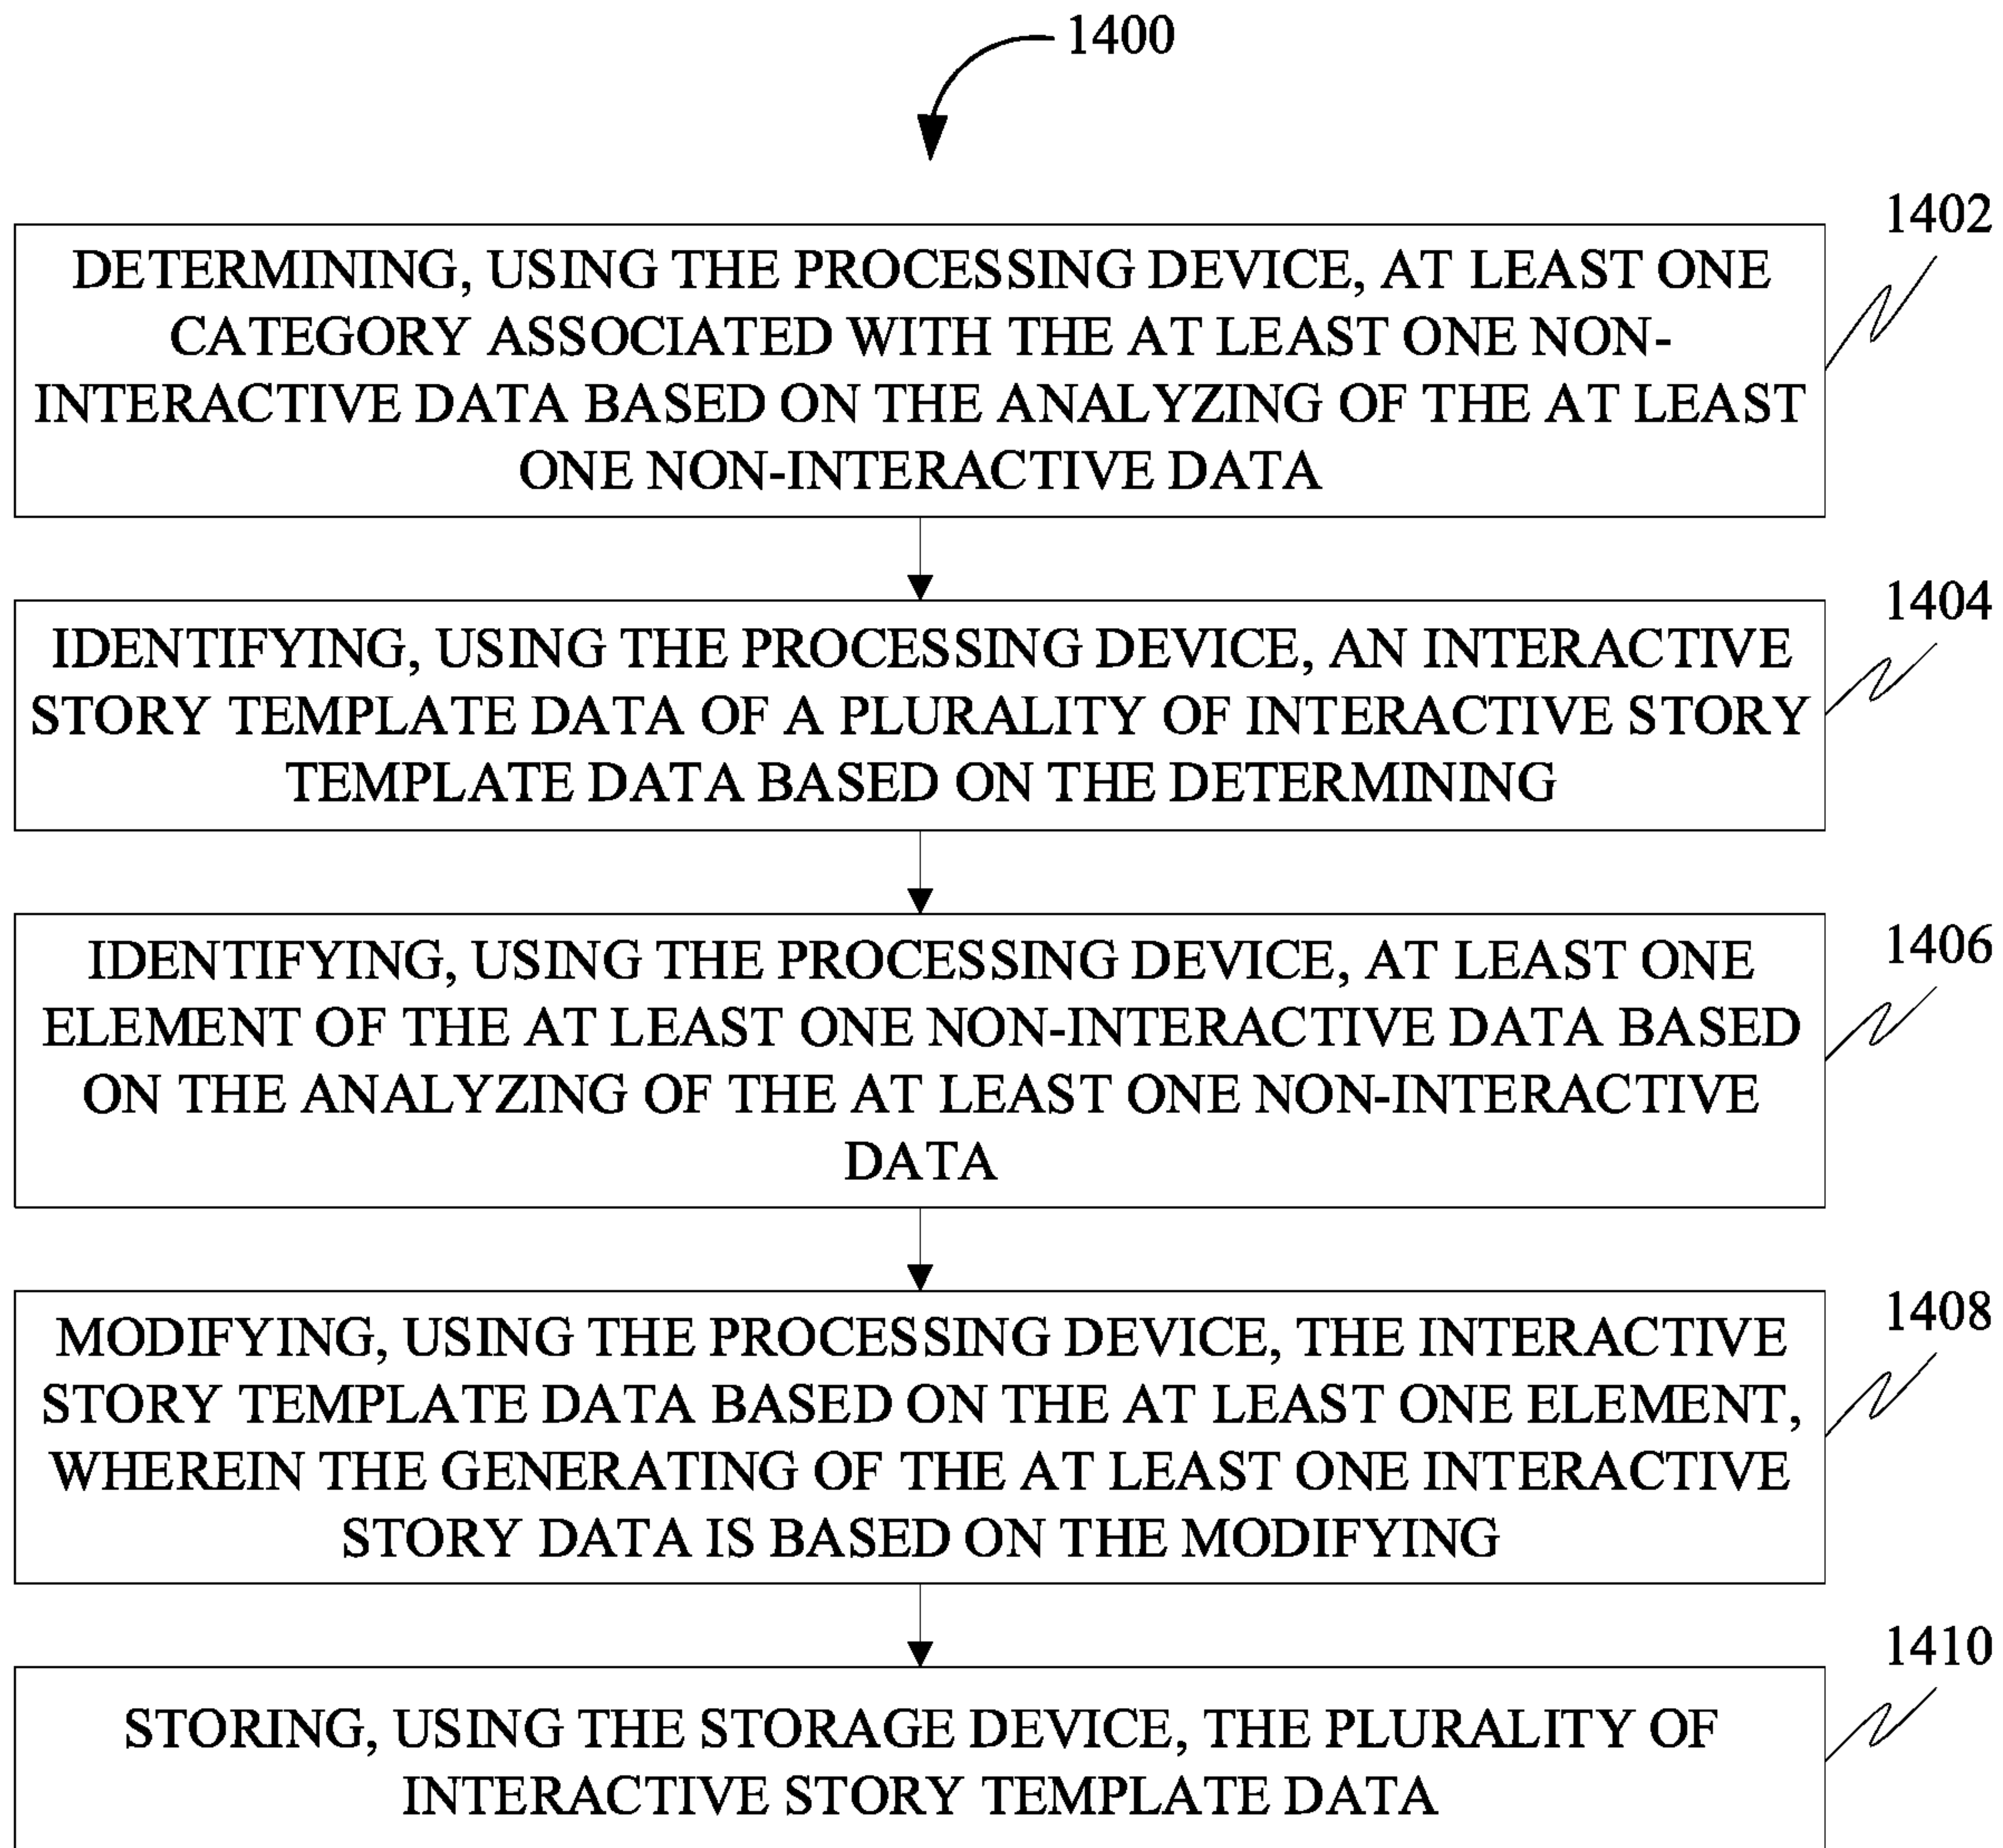 1400
1402
DETERMINING, USING THE PROCESSING DEVICE, AT LEAST ONE
CATEGORY ASSOCIATED WITH THE AT LEAST ONE NON-
INTERACTIVE DATA BASED ON THE ANALYZING OF THE AT LEAST
ONE NON-INTERACTIVE DATA
1404
IDENTIFYING, USING THE PROCESSING DEVICE, AN INTERACTIVE
STORY TEMPLATE DATA OF A PLURALITY OF INTERACTIVE STORY
TEMPLATE DATA BASED ON THE DETERMINING
1406
IDENTIFYING, USING THE PROCESSING DEVICE, AT LEAST ONE
ELEMENT OF THE AT LEAST ONE NON-INTERACTIVE DATA BASED
ON THE ANALYZING OF THE AT LEAST ONE NON-INTERACTIVE
DATA
1408
MODIFYING, USING THE PROCESSING DEVICE, THE INTERACTIVE
STORY TEMPLATE DATA BASED ON THE AT LEAST ONE ELEMENT,
WHEREIN THE GENERATING OF THE AT LEAST ONE INTERACTIVE
STORY DATA IS BASED ON THE MODIFYING
1410
STORING, USING THE STORAGE DEVICE, THE PLURALITY OF
INTERACTIVE STORY TEMPLATE DATA